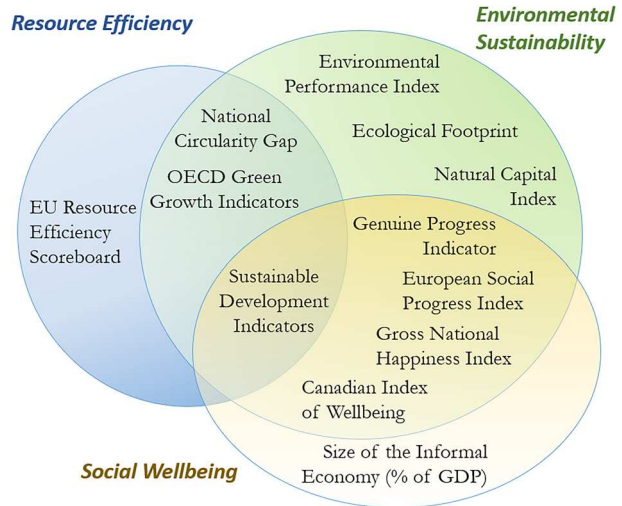 Resource Efficiency
Environmental
Sustainability
Environmental
Performance Index
National
Circularity Gap
Ecological Footprint
OECD Green
Growth Indicators
Natural Capital
Index
EU Resource
Efficiency
Scoreboard
Genuine Progress
Indicator
Sustainable
Development
Indicators
European Social
Progress Index
Gross National
Happiness Index
Canadian Index
of Wellbeing
Size of the Informal
Economy (% of GDP)
Social Wellbeing